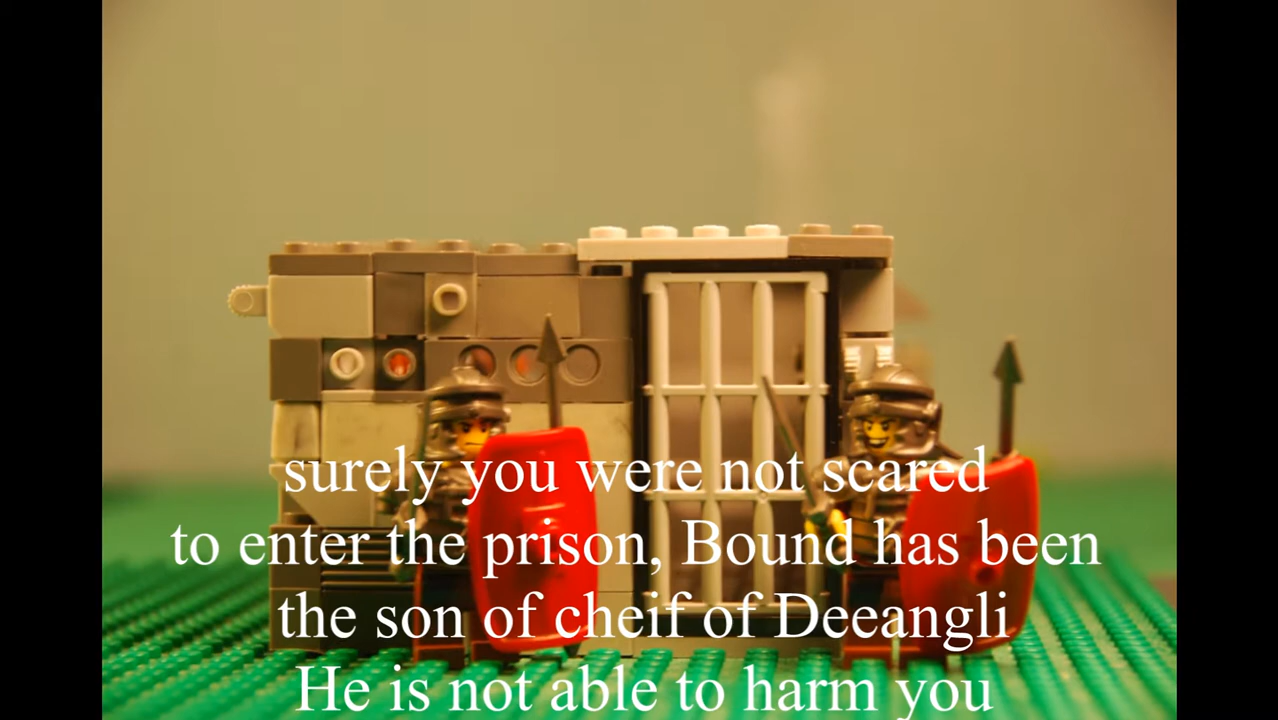 surely you were not scared
to enter the prison, Bound has been
the son of cheif of Deeangli
He is not able to harm you